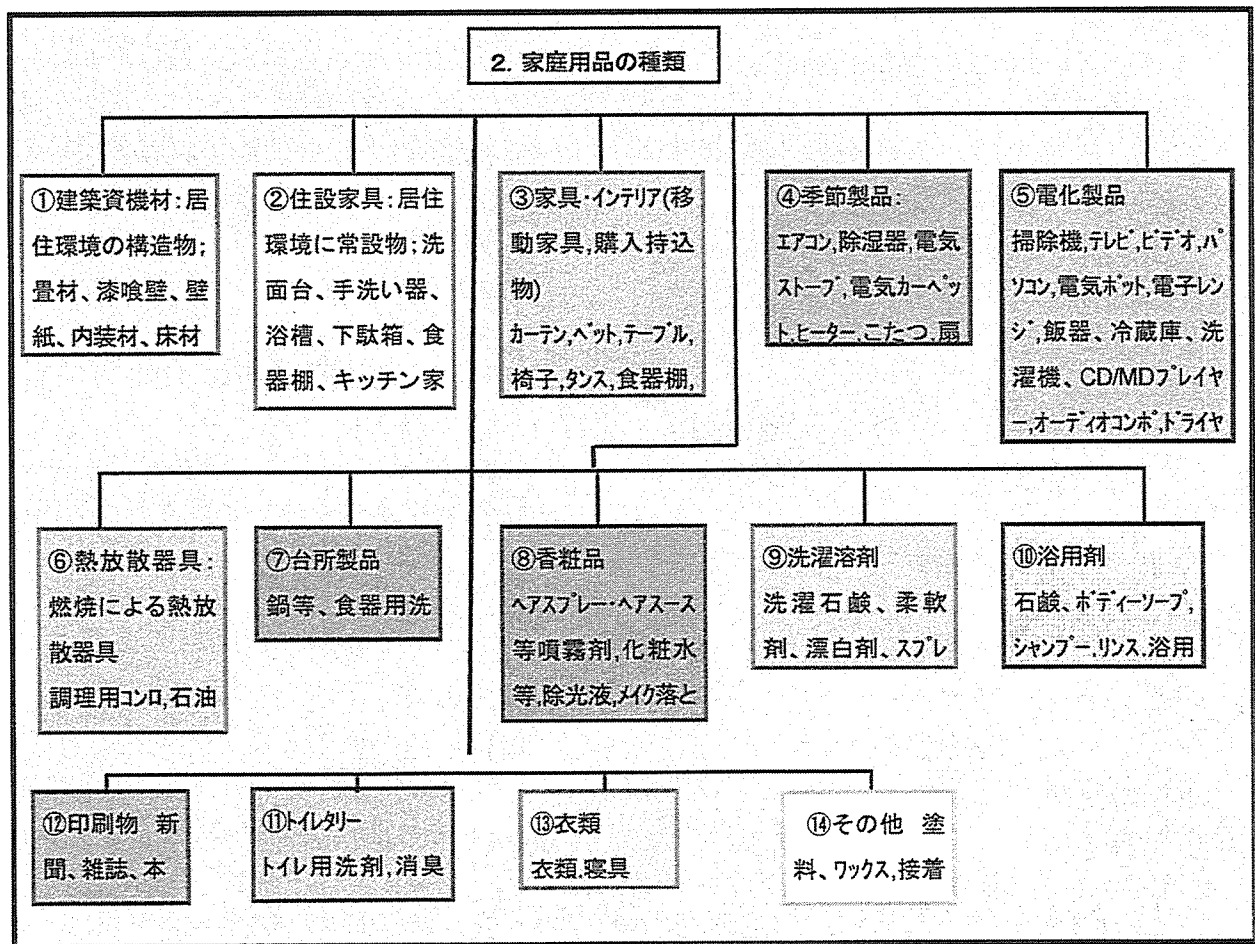 2. 家庭用品の種類
①建築資機材:居
住環境の構造物;
畳材、漆喰壁、壁
紙、内装材、床材
②住設家具:居住
環境に常設物;洗
面台、手洗い器、
浴槽、下駄箱、食
器棚、キッチン家
③家具・インテリア(移
動家具,購入持込
物)
カーテン,ベット,テーブル,
椅子,タンス,食器棚,
④季節製品:
エアコン,除湿器,電気
ストーブ,電気カーペッ
ト,ヒーター,こたつ,扇
⑤電化製品
掃除機,テレビ,ビデオ,パ
ソコン,電気ポット,電子レン
ジ,飯器、冷蔵庫、洗
濯機、CD/MDプレイヤ
ー,オーディオコンポ,ドライヤ
⑥熱放散器具:
燃焼による熱放
散器具
調理用コンロ,石油
⑦台所製品
鍋等、食器用洗
⑧香粧品
ヘアスプレー・ヘアスース
等噴霧剤,化粧水
等,除光液,メイク落と
⑨洗濯溶剤
洗濯石鹸、柔軟
剤、漂白剤、スプレ
⑩浴用剤
石鹸、ボディーソープ,
シャンプー,リンス,浴用
⑫印刷物 新
聞、雑誌、本
⑪トイレタリー
トイレ用洗剤,消臭
⑬衣類
衣類,寝具
⑭その他 塗
料、ワックス,接着